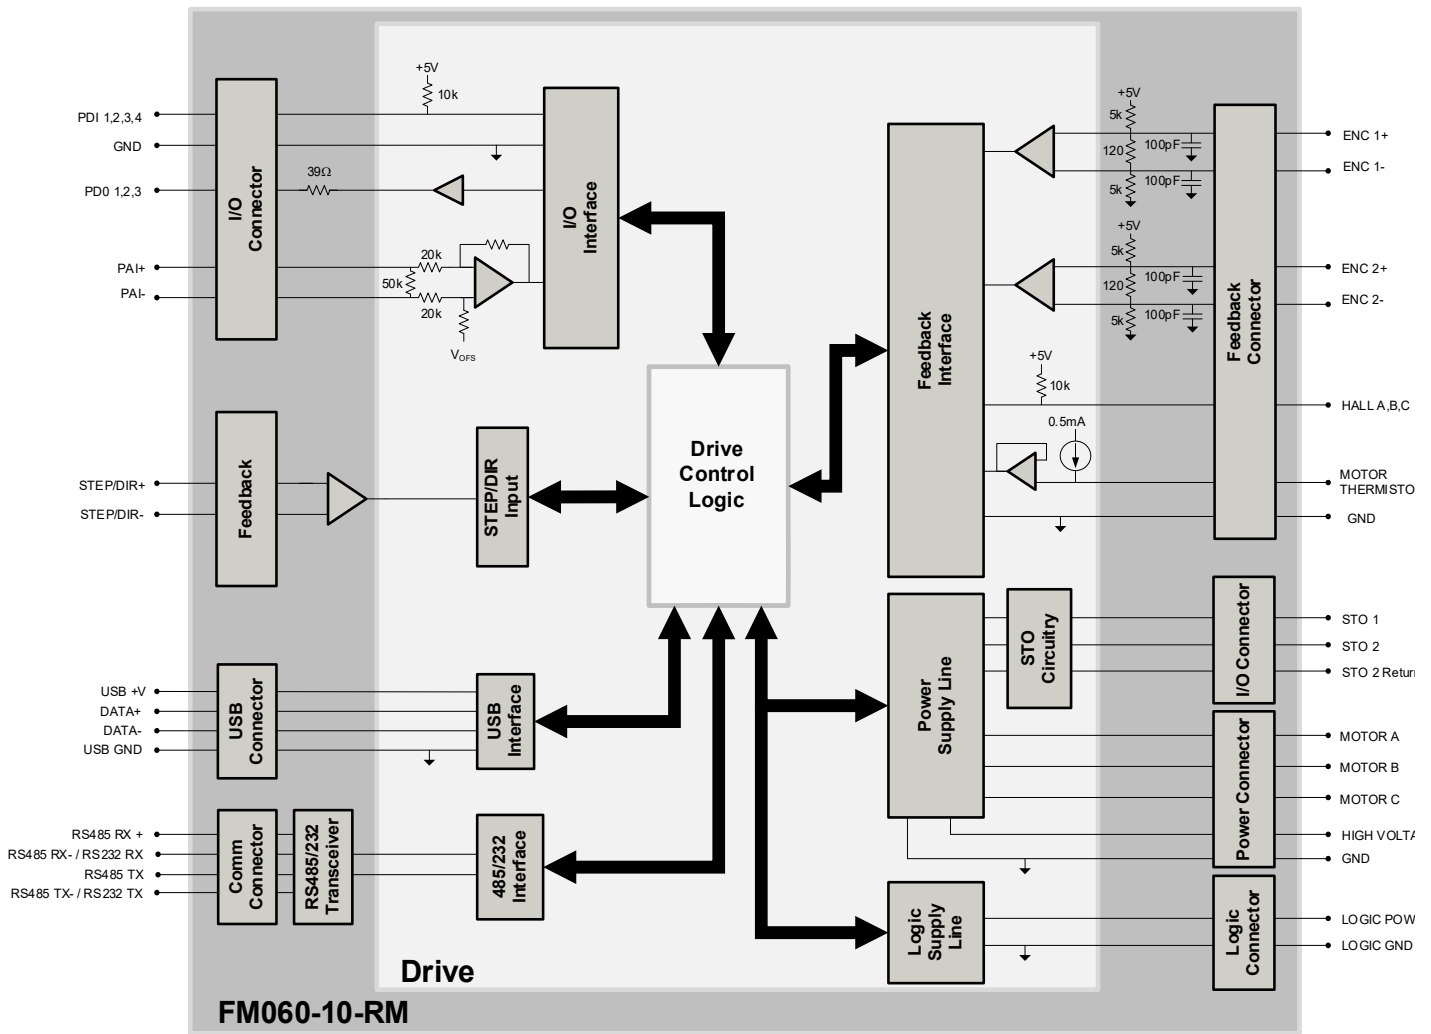 +5V
10k
PDI 1,2,3,4
GND
39Ω
PD0 1,2,3
I/O
Connector
I/O
Interface
PAI+
20k
50k
PAI-
20k
VOFS
STEP/DIR+
STEP/DIR-
Feedback
STEP/DIR
Input
Drive
Control
Logic
USB +V
DATA+
DATA-
USB GND
USB
Connector
USB
Interface
RS485 RX +
RS485 RX- / RS232 RX
RS485 TX
RS485 TX- / RS232 TX
Comm
Connector
RS485/232
Transceiver
485/232
Interface
Feedback
Interface
+5V
5k
120
100pF
5k
100pF
ENC 1+
ENC 1-
+5V
5k
120
100pF
5k
100pF
ENC 2+
ENC 2-
Feedback
Connector
+5V
10k
HALL A,B,C
0.5mA
MOTOR
THERMISTO
GND
Power
Supply Line
STO
Circuitry
I/O Connector
STO 1
STO 2
STO 2 Retur
Power Connector
MOTOR A
MOTOR B
MOTOR C
HIGH VOLTA
GND
Logic
Supply
Line
Logic
Connector
LOGIC POW
LOGIC GND
Drive
FM060-10-RM